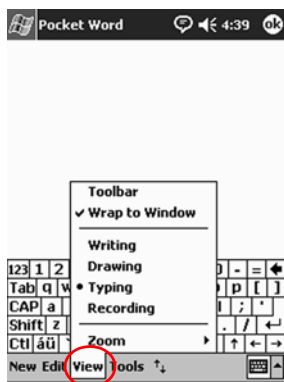 Pocket Word 4:39 ok
Toolbar
Wrap to Window
Writing
Drawing
Typing
Recording
Zoom
123 1 2 - =
Tab q w p [ ]
CAP a ; '
Shift z . /
Ctl áü `
New Edit View Tools